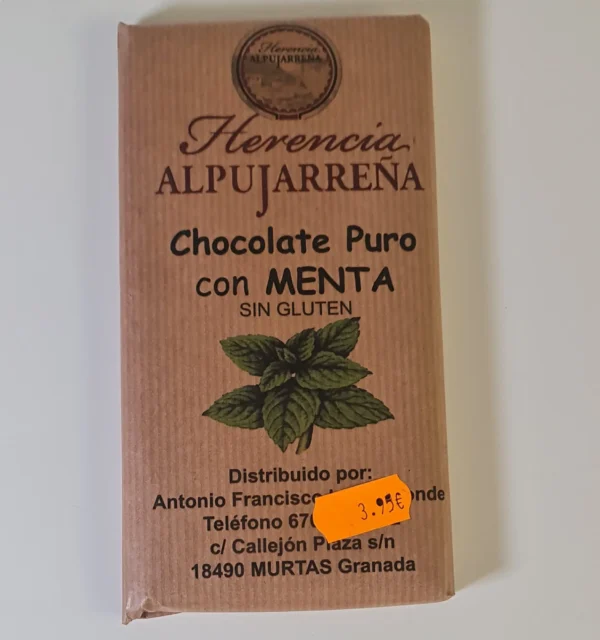 Herencia
ALPUJARREÑA
Herencia
ALPUJARREÑA
Chocolate Puro
con MENTA
SIN GLUTEN
Distribuido por:
Antonio Francisco
3.95€
Teléfono
c/ Callejón Plaza s/n
18490 MURTAS Granada